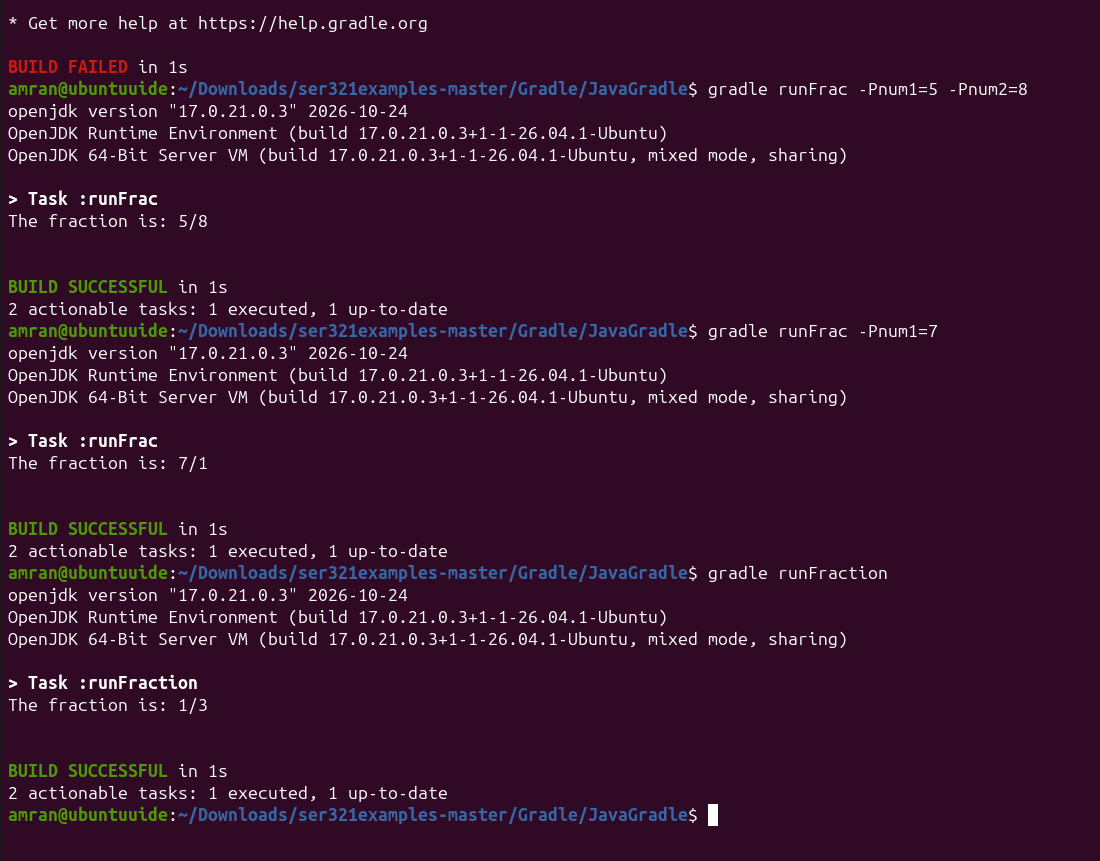 * Get more help at https://help.gradle.org
BUILD FAILED in 1s
amran@ubuntuuide:~/Downloads/ser321examples-master/Gradle/JavaGradle$ gradle runFrac -Pnum1=5 -Pnum2=8
openjdk version "17.0.21.0.3" 2026-10-24
OpenJDK Runtime Environment (build 17.0.21.0.3+1-1-26.04.1-Ubuntu)
OpenJDK 64-Bit Server VM (build 17.0.21.0.3+1-1-26.04.1-Ubuntu, mixed mode, sharing)
> Task :runFrac
The fraction is: 5/8
BUILD SUCCESSFUL in 1s
2 actionable tasks: 1 executed, 1 up-to-date
amran@ubuntuuide:~/Downloads/ser321examples-master/Gradle/JavaGradle$ gradle runFrac -Pnum1=7
openjdk version "17.0.21.0.3" 2026-10-24
OpenJDK Runtime Environment (build 17.0.21.0.3+1-1-26.04.1-Ubuntu)
OpenJDK 64-Bit Server VM (build 17.0.21.0.3+1-1-26.04.1-Ubuntu, mixed mode, sharing)
> Task :runFrac
The fraction is: 7/1
BUILD SUCCESSFUL in 1s
2 actionable tasks: 1 executed, 1 up-to-date
amran@ubuntuuide:~/Downloads/ser321examples-master/Gradle/JavaGradle$ gradle runFraction
openjdk version "17.0.21.0.3" 2026-10-24
OpenJDK Runtime Environment (build 17.0.21.0.3+1-1-26.04.1-Ubuntu)
OpenJDK 64-Bit Server VM (build 17.0.21.0.3+1-1-26.04.1-Ubuntu, mixed mode, sharing)
> Task :runFraction
The fraction is: 1/3
BUILD SUCCESSFUL in 1s
2 actionable tasks: 1 executed, 1 up-to-date
amran@ubuntuuide:~/Downloads/ser321examples-master/Gradle/JavaGradle$